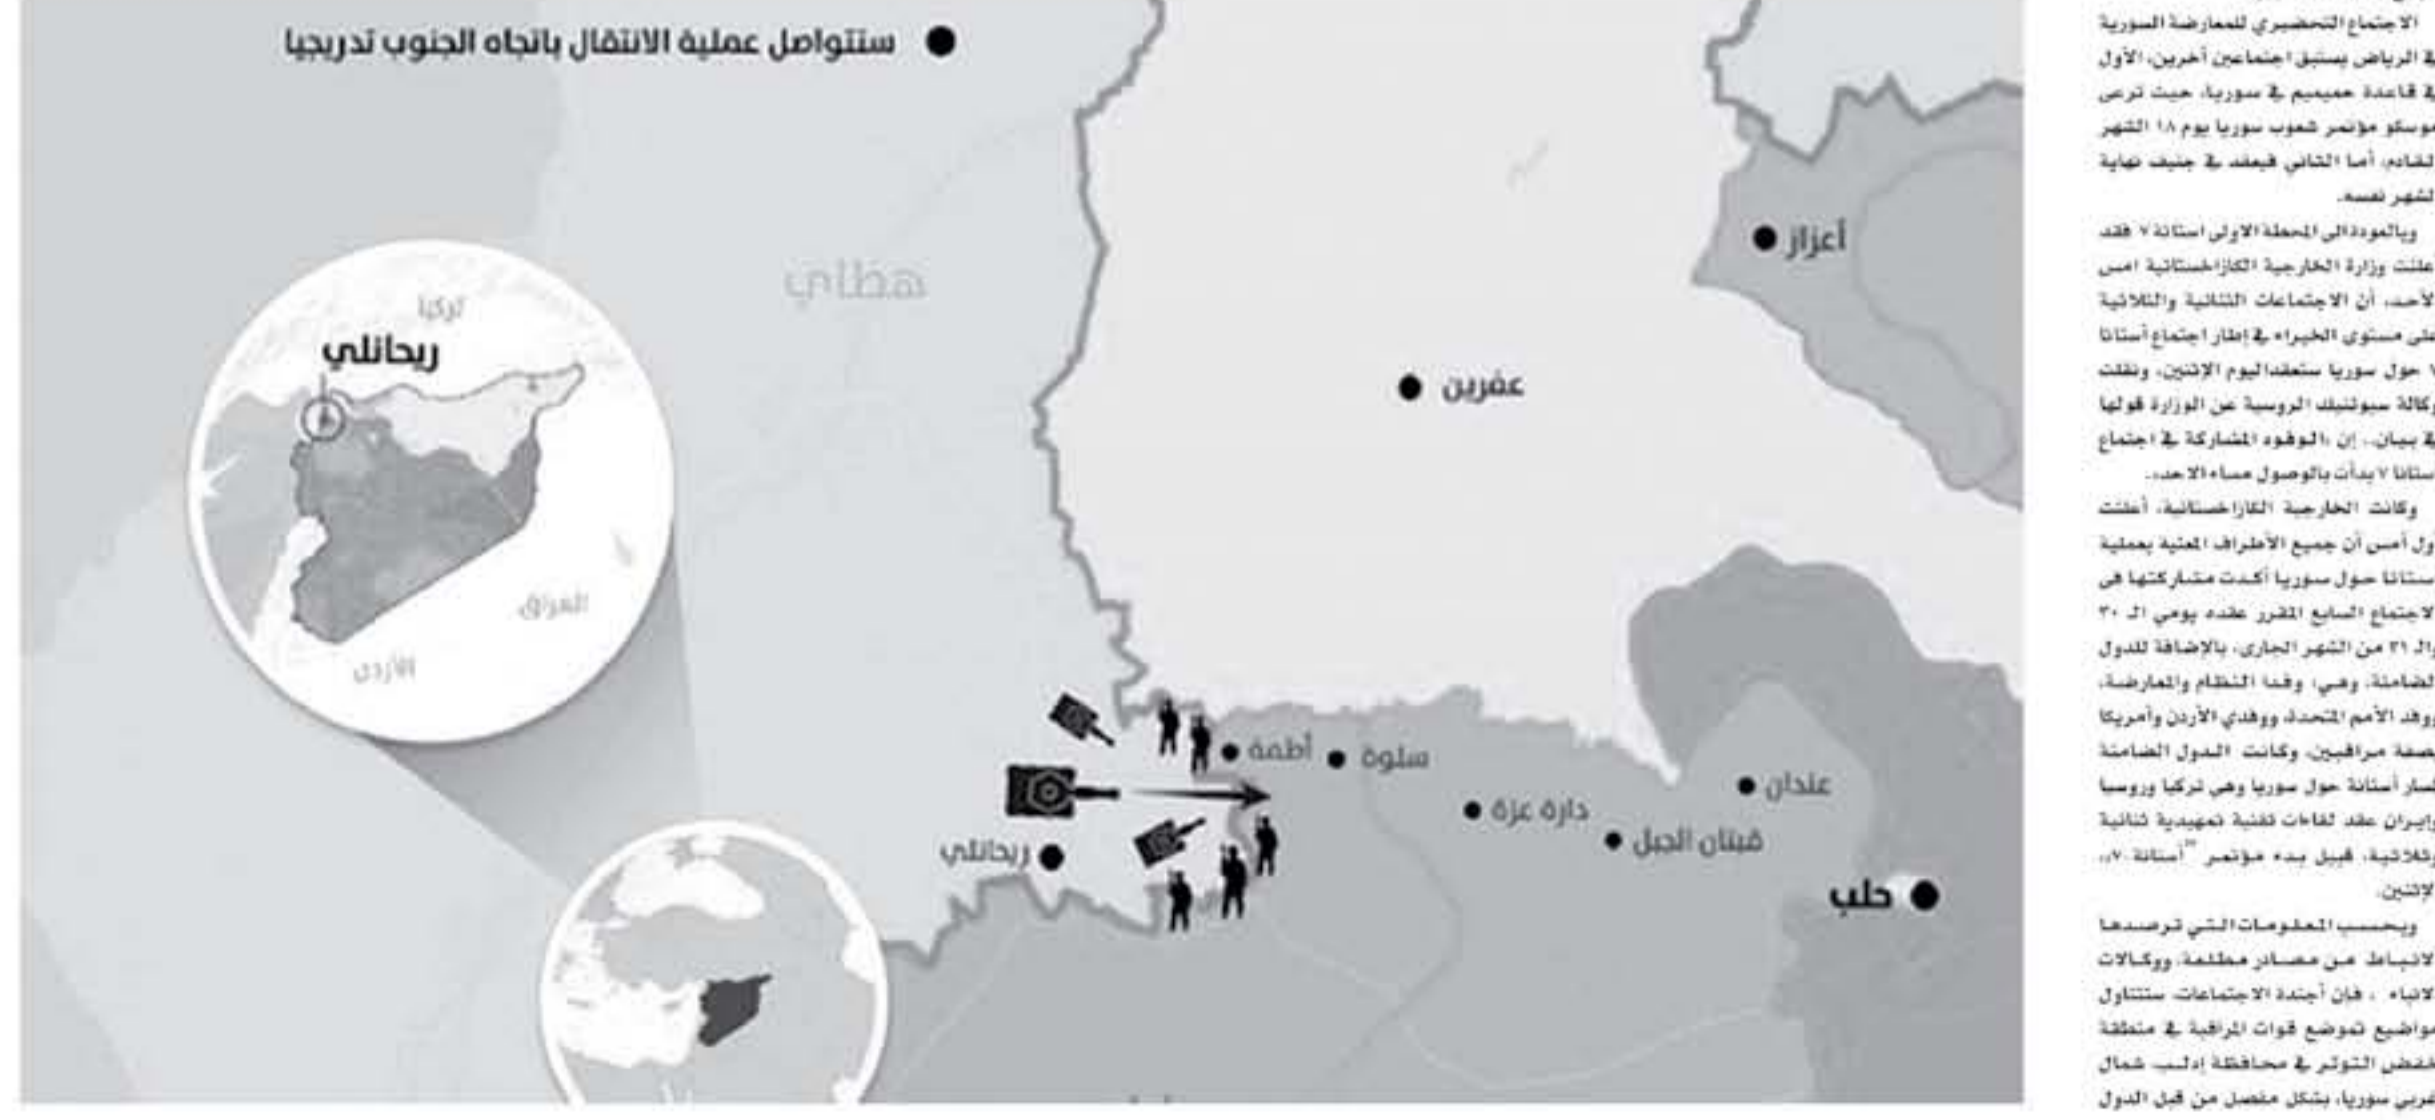 ستتواصل عملية الانتقال باتجاه الجنوب تدريجيا
هطاي
أعزاز
تركيا
ريحانلي
عفرين
العراق
الأردن
أطمة
سلوة
عندان
دارة عزة
قبتان الجبل
ريحانلي
حلب
الاجتماع التحضيري للمعارضة السورية
في الرياض يستبق اجتماعين أخرين، الأول
في قاعدة حميميم في سوريا، حيث ترعى
موسكو مؤتمر شعوب سوريا يوم ١٨ الشهر
القادم، أما الثاني فيعقد في جنيف نهاية
الشهر نفسه.
وبالعودة الى المحطة الاولى استانة ٧ فقد
أعلنت وزارة الخارجية الكازاخستانية امس
الأحد، أن الاجتماعات الثنائية والثلاثية
على مستوى الخبراء في إطار اجتماع أستانا
٧ حول سوريا ستعقد اليوم الإثنين، ونقلت
وكالة سبوتنيك الروسية عن الوزارة قولها
في بيان، إن «الوفود المشاركة في اجتماع
أستانا ٧ بدأت بالوصول مساء الاحد».
وكانت الخارجية الكازاخستانية، أعلنت
أول أمس أن جميع الأطراف المعنية بعملية
أستانا حول سوريا أكدت مشاركتها في
الاجتماع السابع المقرر عقده يومي الـ ٣٠
والـ ٣١ من الشهر الجاري، بالإضافة للدول
الضامنة، وهي، وفدا النظام والمعارضة،
ووفد الأمم المتحدة، ووفدي الأردن وأمريكا
بصفة مراقبين، وكانت الدول الضامنة
لمسار أستانة حول سوريا وهي تركيا وروسيا
وإيران عقد لقاءات تقنية تمهيدية ثنائية
وثلاثية، قبيل بدء مؤتمر "أستانة ٧"،
الإثنين.
وبحسب المعلومات التي ترصدها
الانباط من مصادر مطلعة، ووكالات
الانباء ، فإن أجندة الاجتماعات ستتناول
مواضيع تموضع قوات المراقبة في منطقة
خفض التوتر في محافظة إدلب، شمال
غربي سوريا، بشكل مفصل من قبل الدول